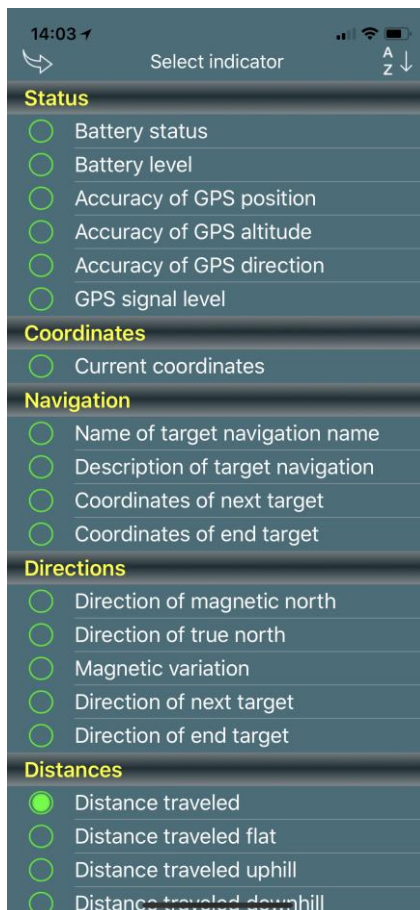 14:03
Select indicator
A
Z
Status
Battery status
Battery level
Accuracy of GPS position
Accuracy of GPS altitude
Accuracy of GPS direction
GPS signal level
Coordinates
Current coordinates
Navigation
Name of target navigation name
Description of target navigation
Coordinates of next target
Coordinates of end target
Directions
Direction of magnetic north
Direction of true north
Magnetic variation
Direction of next target
Direction of end target
Distances
Distance traveled
Distance traveled flat
Distance traveled uphill
Distance traveled downhill